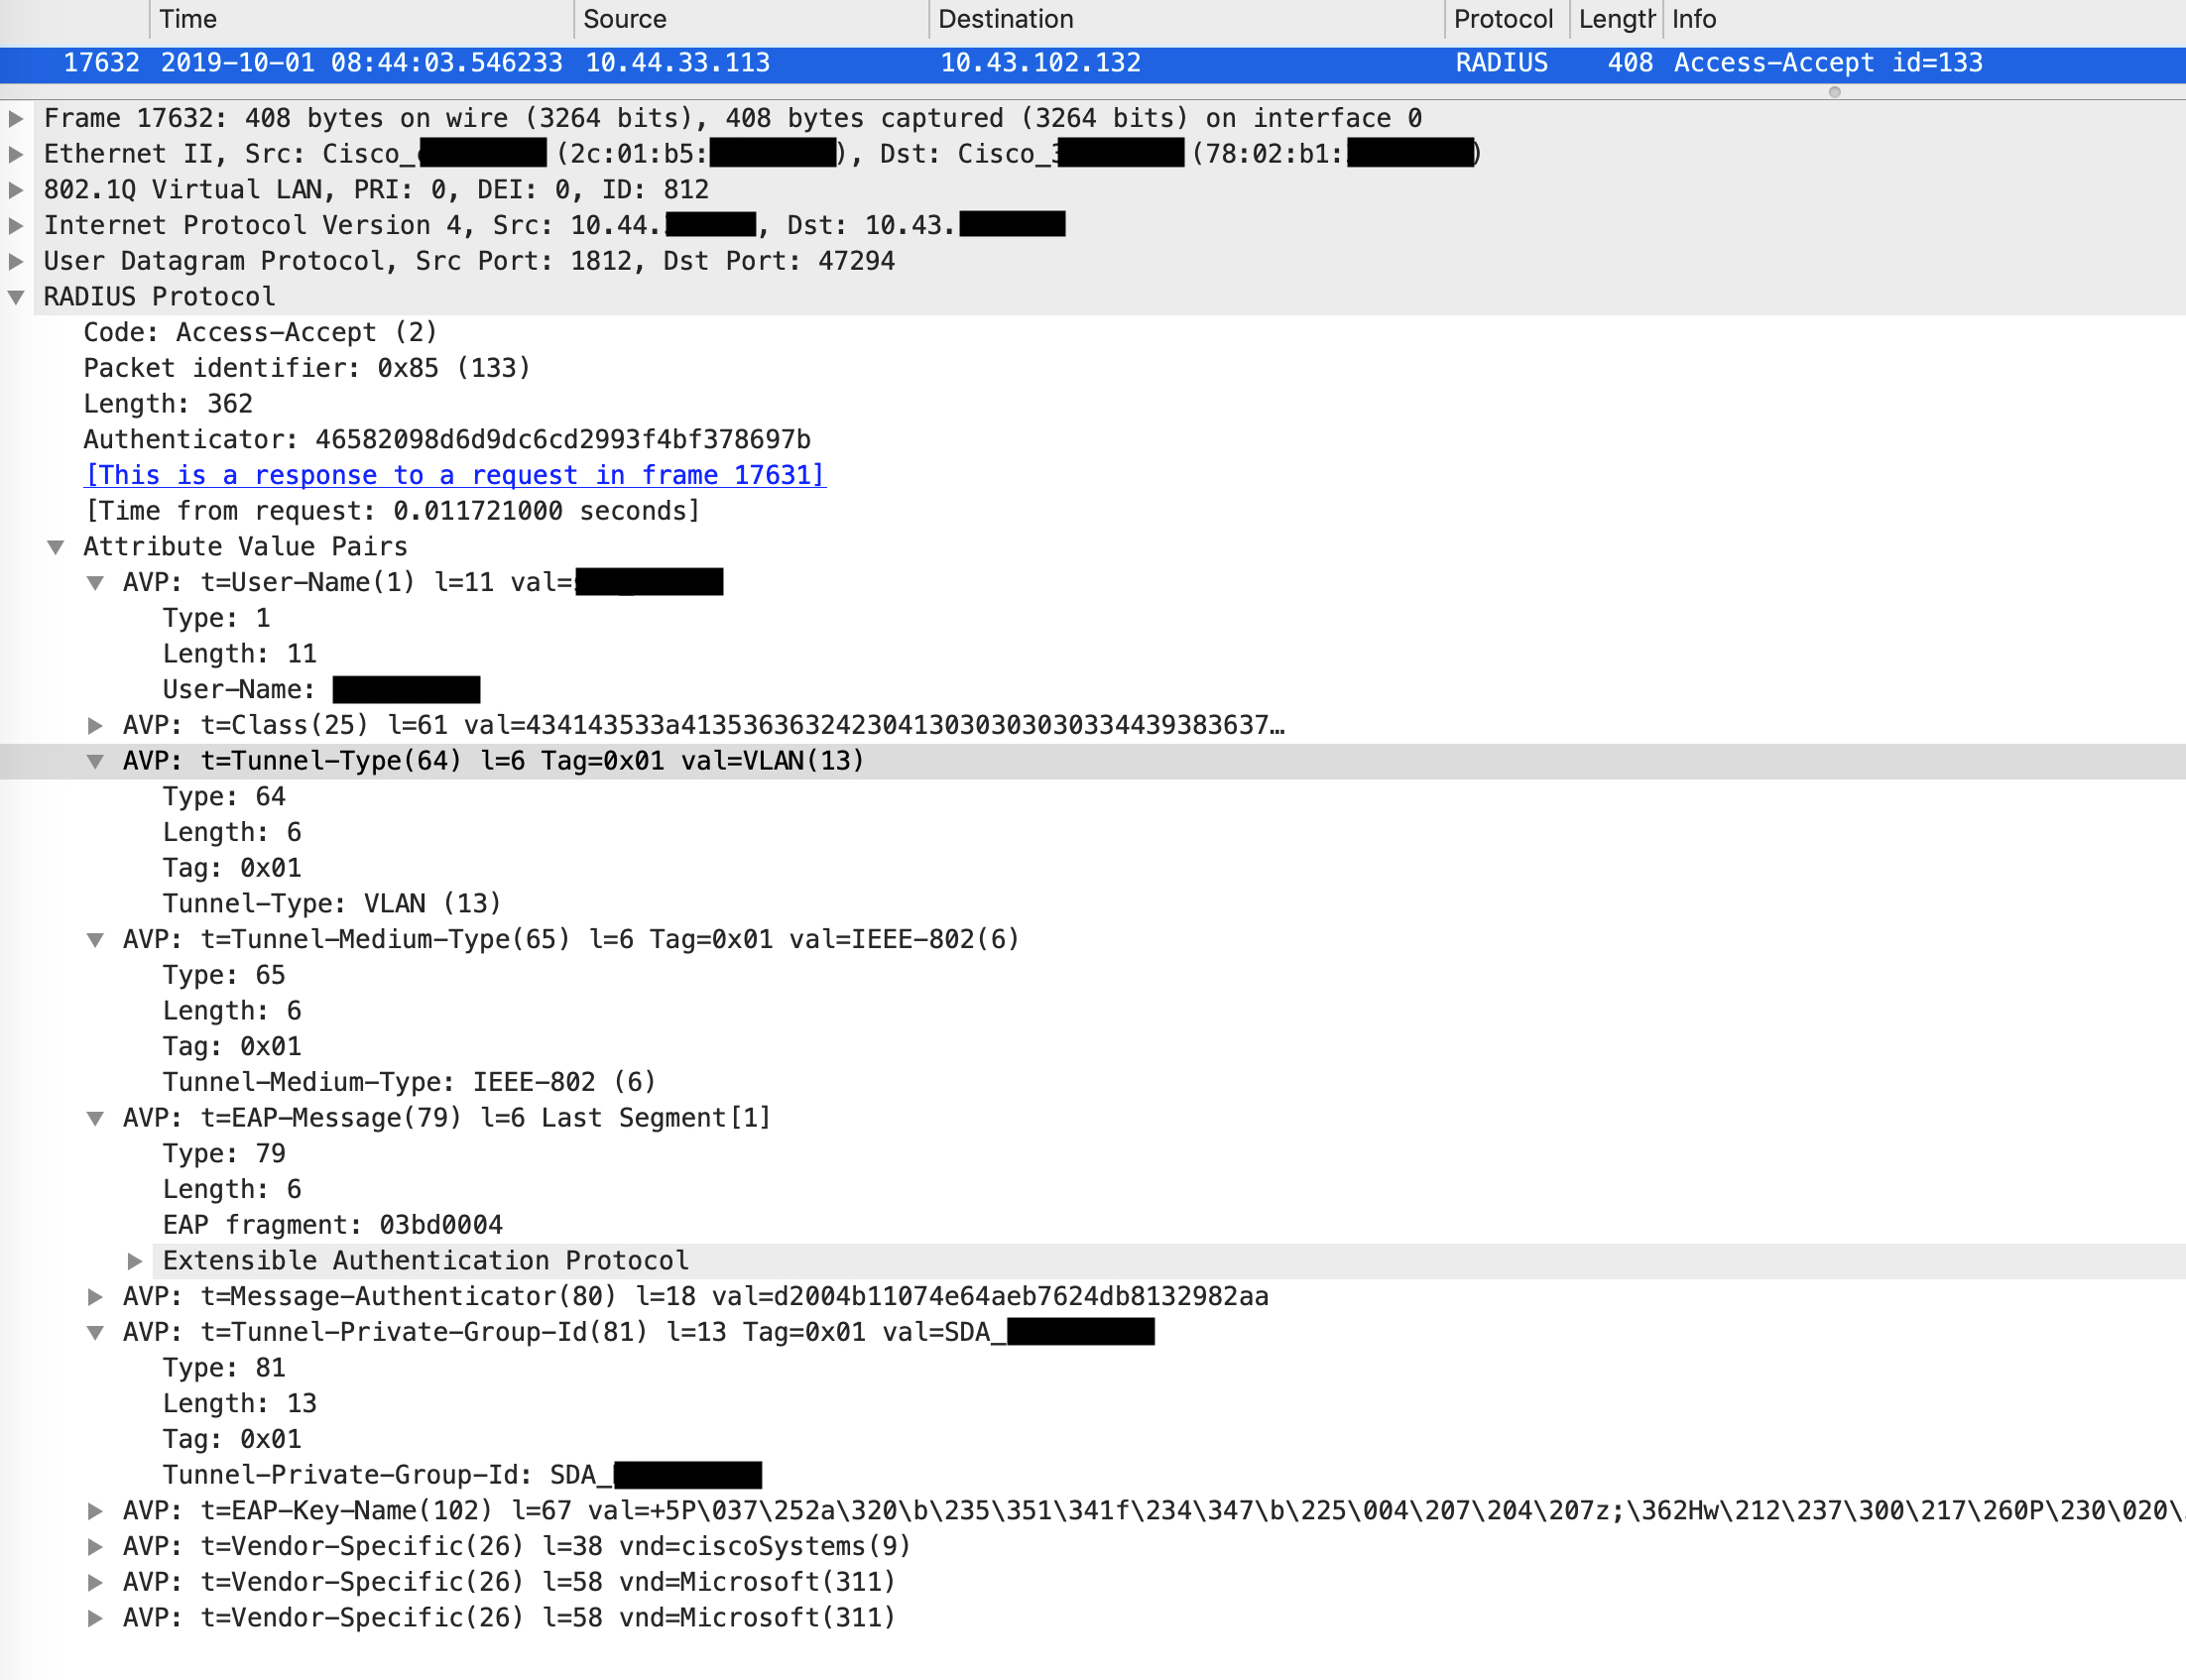 Time Source Destination Protocol Length Info
17632 2019-10-01 08:44:03.546233 10.44.33.113 10.43.102.132 RADIUS 408 Access-Accept id=133
Frame 17632: 408 bytes on wire (3264 bits), 408 bytes captured (3264 bits) on interface 0
Ethernet II, Src: Cisco_ (2c:01:b5: ), Dst: Cisco_3 (78:02:b1: )
802.1Q Virtual LAN, PRI: 0, DEI: 0, ID: 812
Internet Protocol Version 4, Src: 10.44. , Dst: 10.43.
User Datagram Protocol, Src Port: 1812, Dst Port: 47294
RADIUS Protocol
Code: Access-Accept (2)
Packet identifier: 0x85 (133)
Length: 362
Authenticator: 46582098d6d9dc6cd2993f4bf378697b
[This is a response to a request in frame 17631]
[Time from request: 0.011721000 seconds]
Attribute Value Pairs
AVP: t=User-Name(1) l=11 val=
Type: 1
Length: 11
User-Name:
AVP: t=Class(25) l=61 val=434143533a4135363632423041303030303034439383637…
AVP: t=Tunnel-Type(64) l=6 Tag=0x01 val=VLAN(13)
Type: 64
Length: 6
Tag: 0x01
Tunnel-Type: VLAN (13)
AVP: t=Tunnel-Medium-Type(65) l=6 Tag=0x01 val=IEEE-802(6)
Type: 65
Length: 6
Tag: 0x01
Tunnel-Medium-Type: IEEE-802 (6)
AVP: t=EAP-Message(79) l=6 Last Segment[1]
Type: 79
Length: 6
EAP fragment: 03bd0004
Extensible Authentication Protocol
AVP: t=Message-Authenticator(80) l=18 val=d2004b11074e64aeb7624db8132982aa
AVP: t=Tunnel-Private-Group-Id(81) l=13 Tag=0x01 val=SDA_
Type: 81
Length: 13
Tag: 0x01
Tunnel-Private-Group-Id: SDA_
AVP: t=EAP-Key-Name(102) l=67 val=+5P\037\252a\320\b\235\351\341f\234\347\b\225\004\207\204\207z;\362Hw\212\237\300\217\260P\230\020\
AVP: t=Vendor-Specific(26) l=38 vnd=ciscoSystems(9)
AVP: t=Vendor-Specific(26) l=58 vnd=Microsoft(311)
AVP: t=Vendor-Specific(26) l=58 vnd=Microsoft(311)